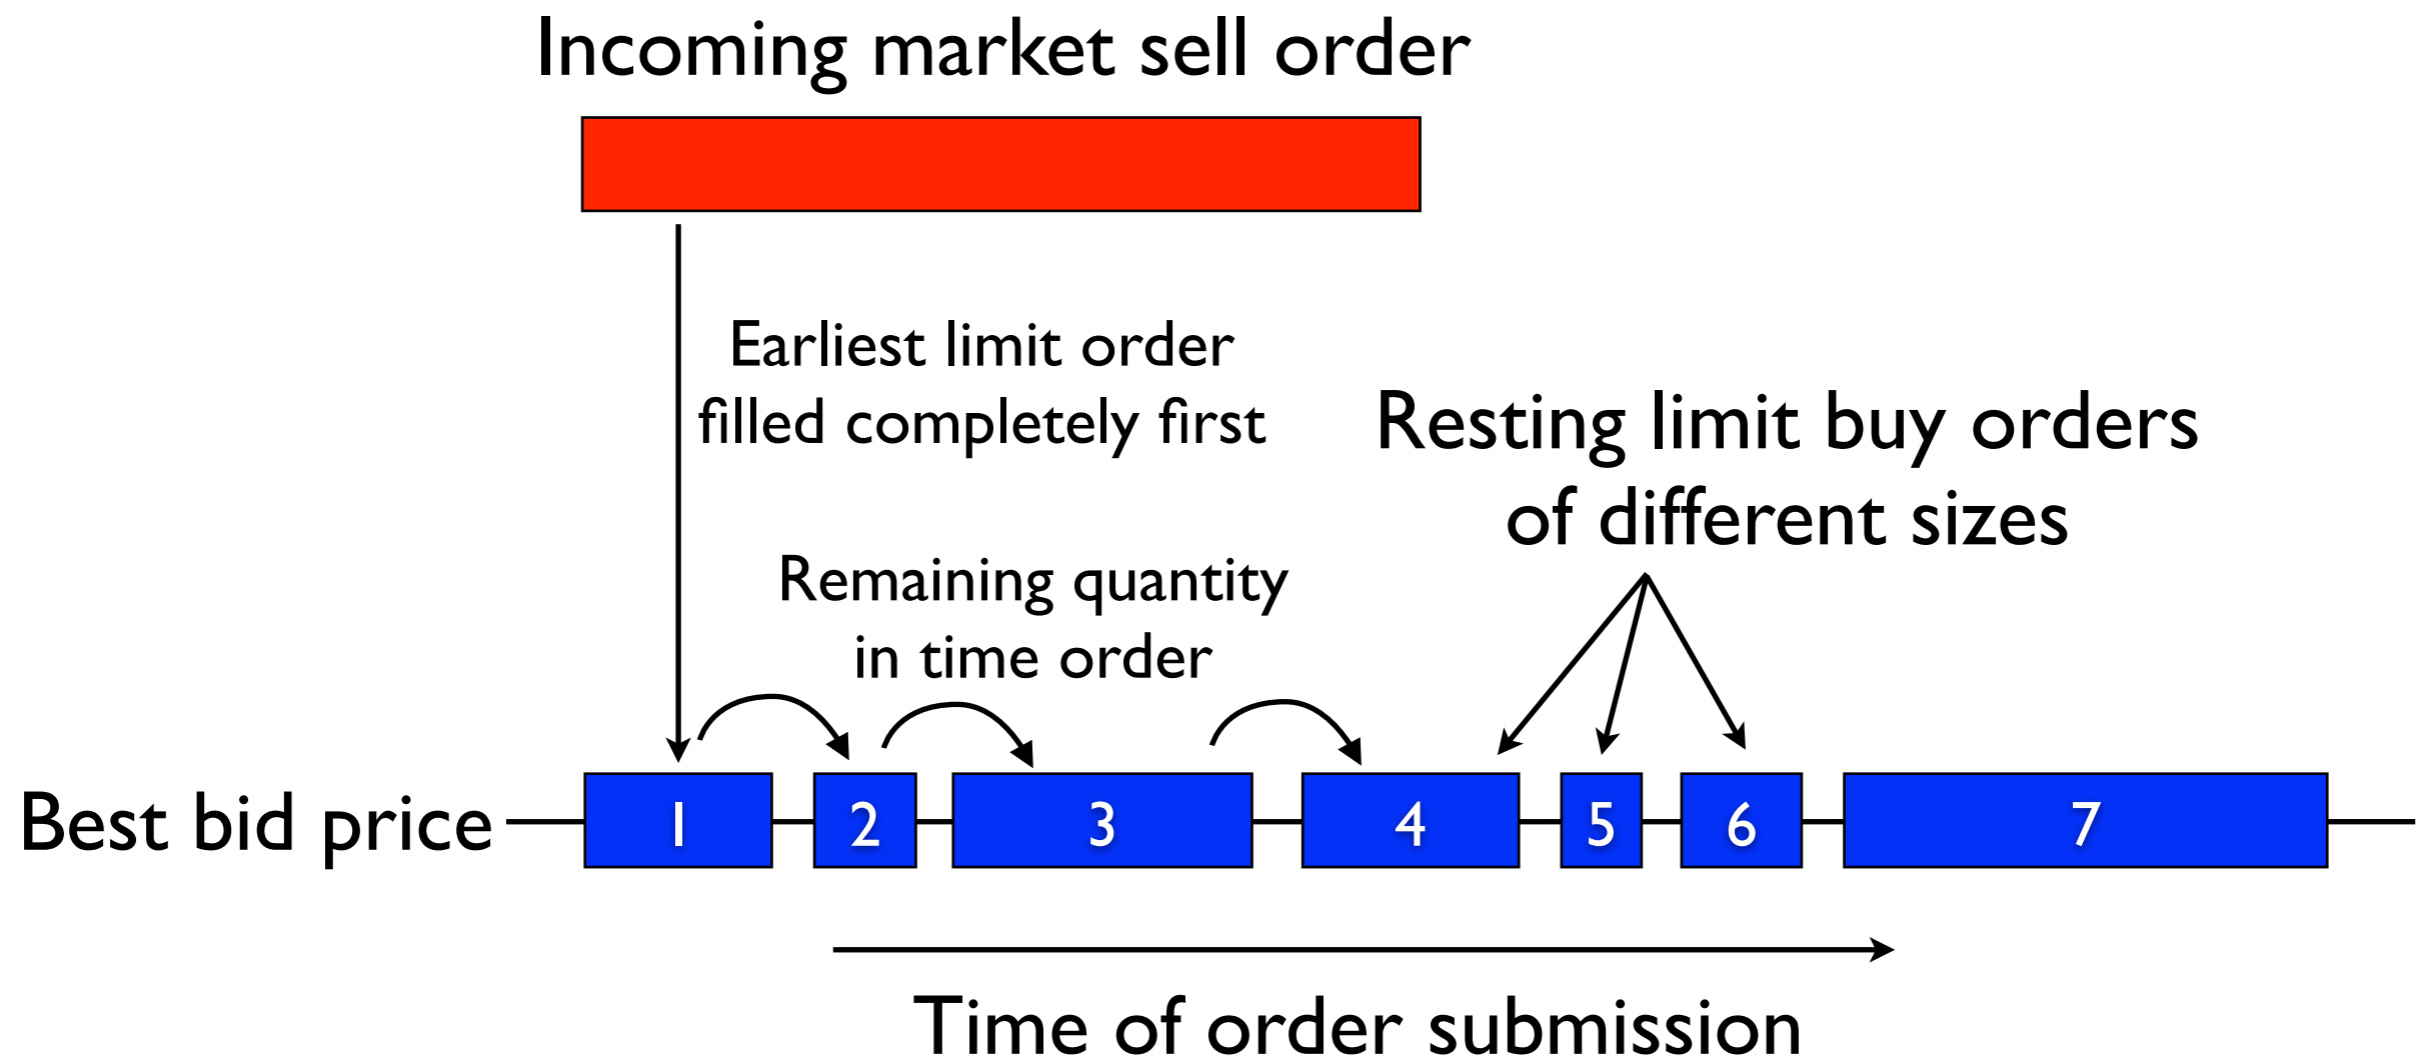 Incoming market sell order
Earliest limit order
filled completely first
Resting limit buy orders
of different sizes
Remaining quantity
in time order
Best bid price
1
2
3
4
5
6
7
Time of order submission